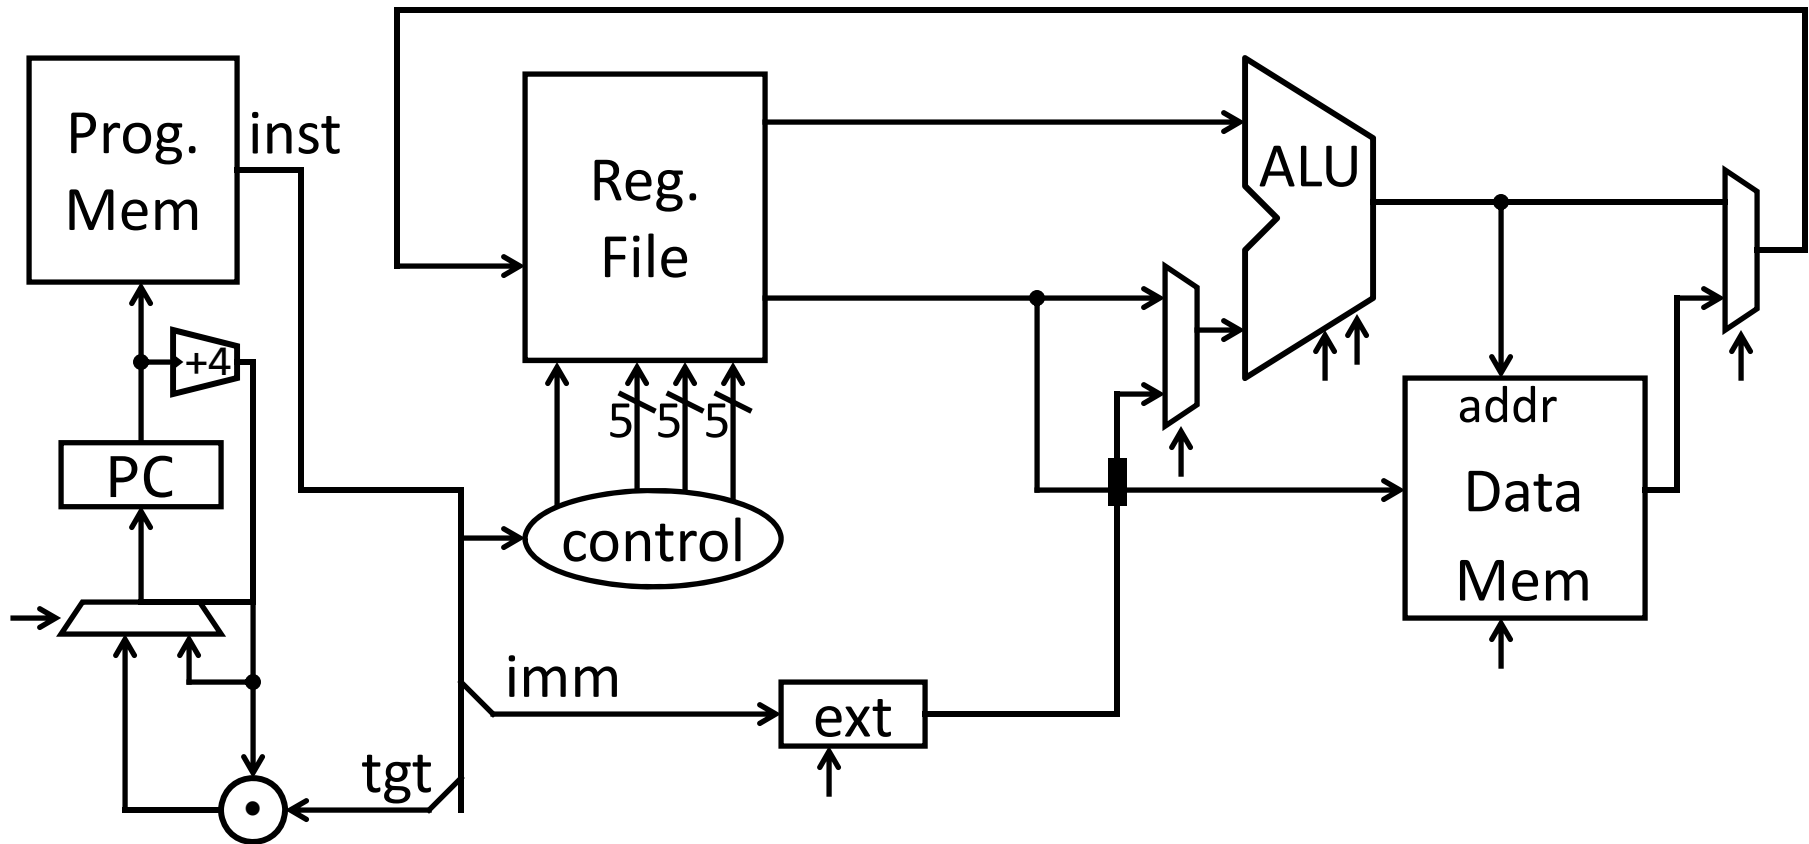 Prog.
Mem
inst
+4
PC
Reg.
File
5 5 5
control
ALU
addr
Data
Mem
imm
ext
tgt